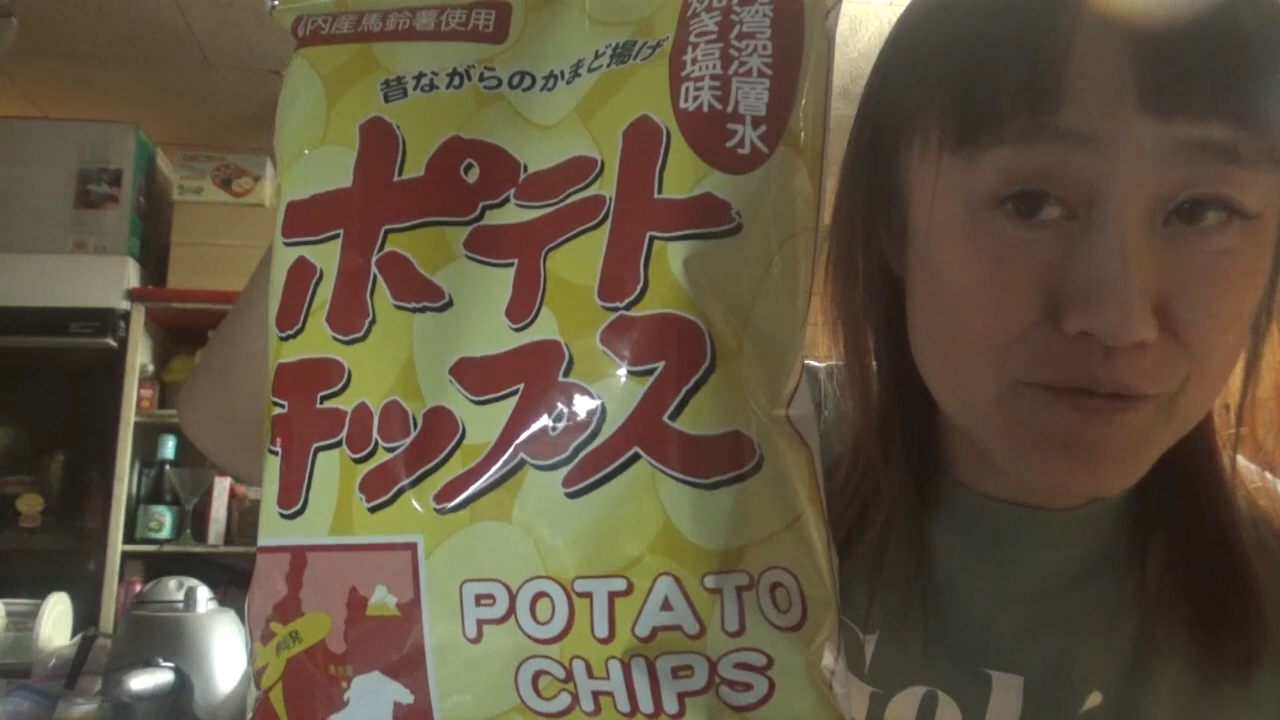 内産馬鈴薯使用
昔ながらのかまど揚げ
湾深層水
焼き塩味
ポテト
チップス
POTATO
CHIPS